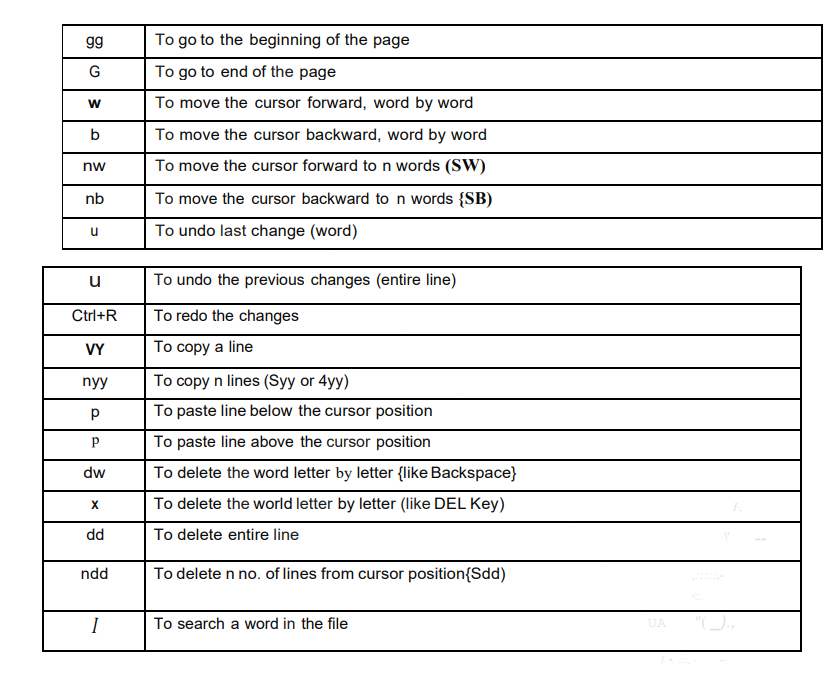 gg To go to the beginning of the page
G To go to end of the page
w To move the cursor forward, word by word
b To move the cursor backward, word by word
nw To move the cursor forward to n words (SW)
nb To move the cursor backward to n words {SB)
u To undo last change (word)
u To undo the previous changes (entire line)
Ctrl+R To redo the changes
VY To copy a line
nyy To copy n lines (Syy or 4yy)
p To paste line below the cursor position
p To paste line above the cursor position
dw To delete the word letter by letter {like Backspace}
x To delete the world letter by letter (like DEL Key)
dd To delete entire line
ndd To delete n no. of lines from cursor position{Sdd)
I To search a word in the file
UA